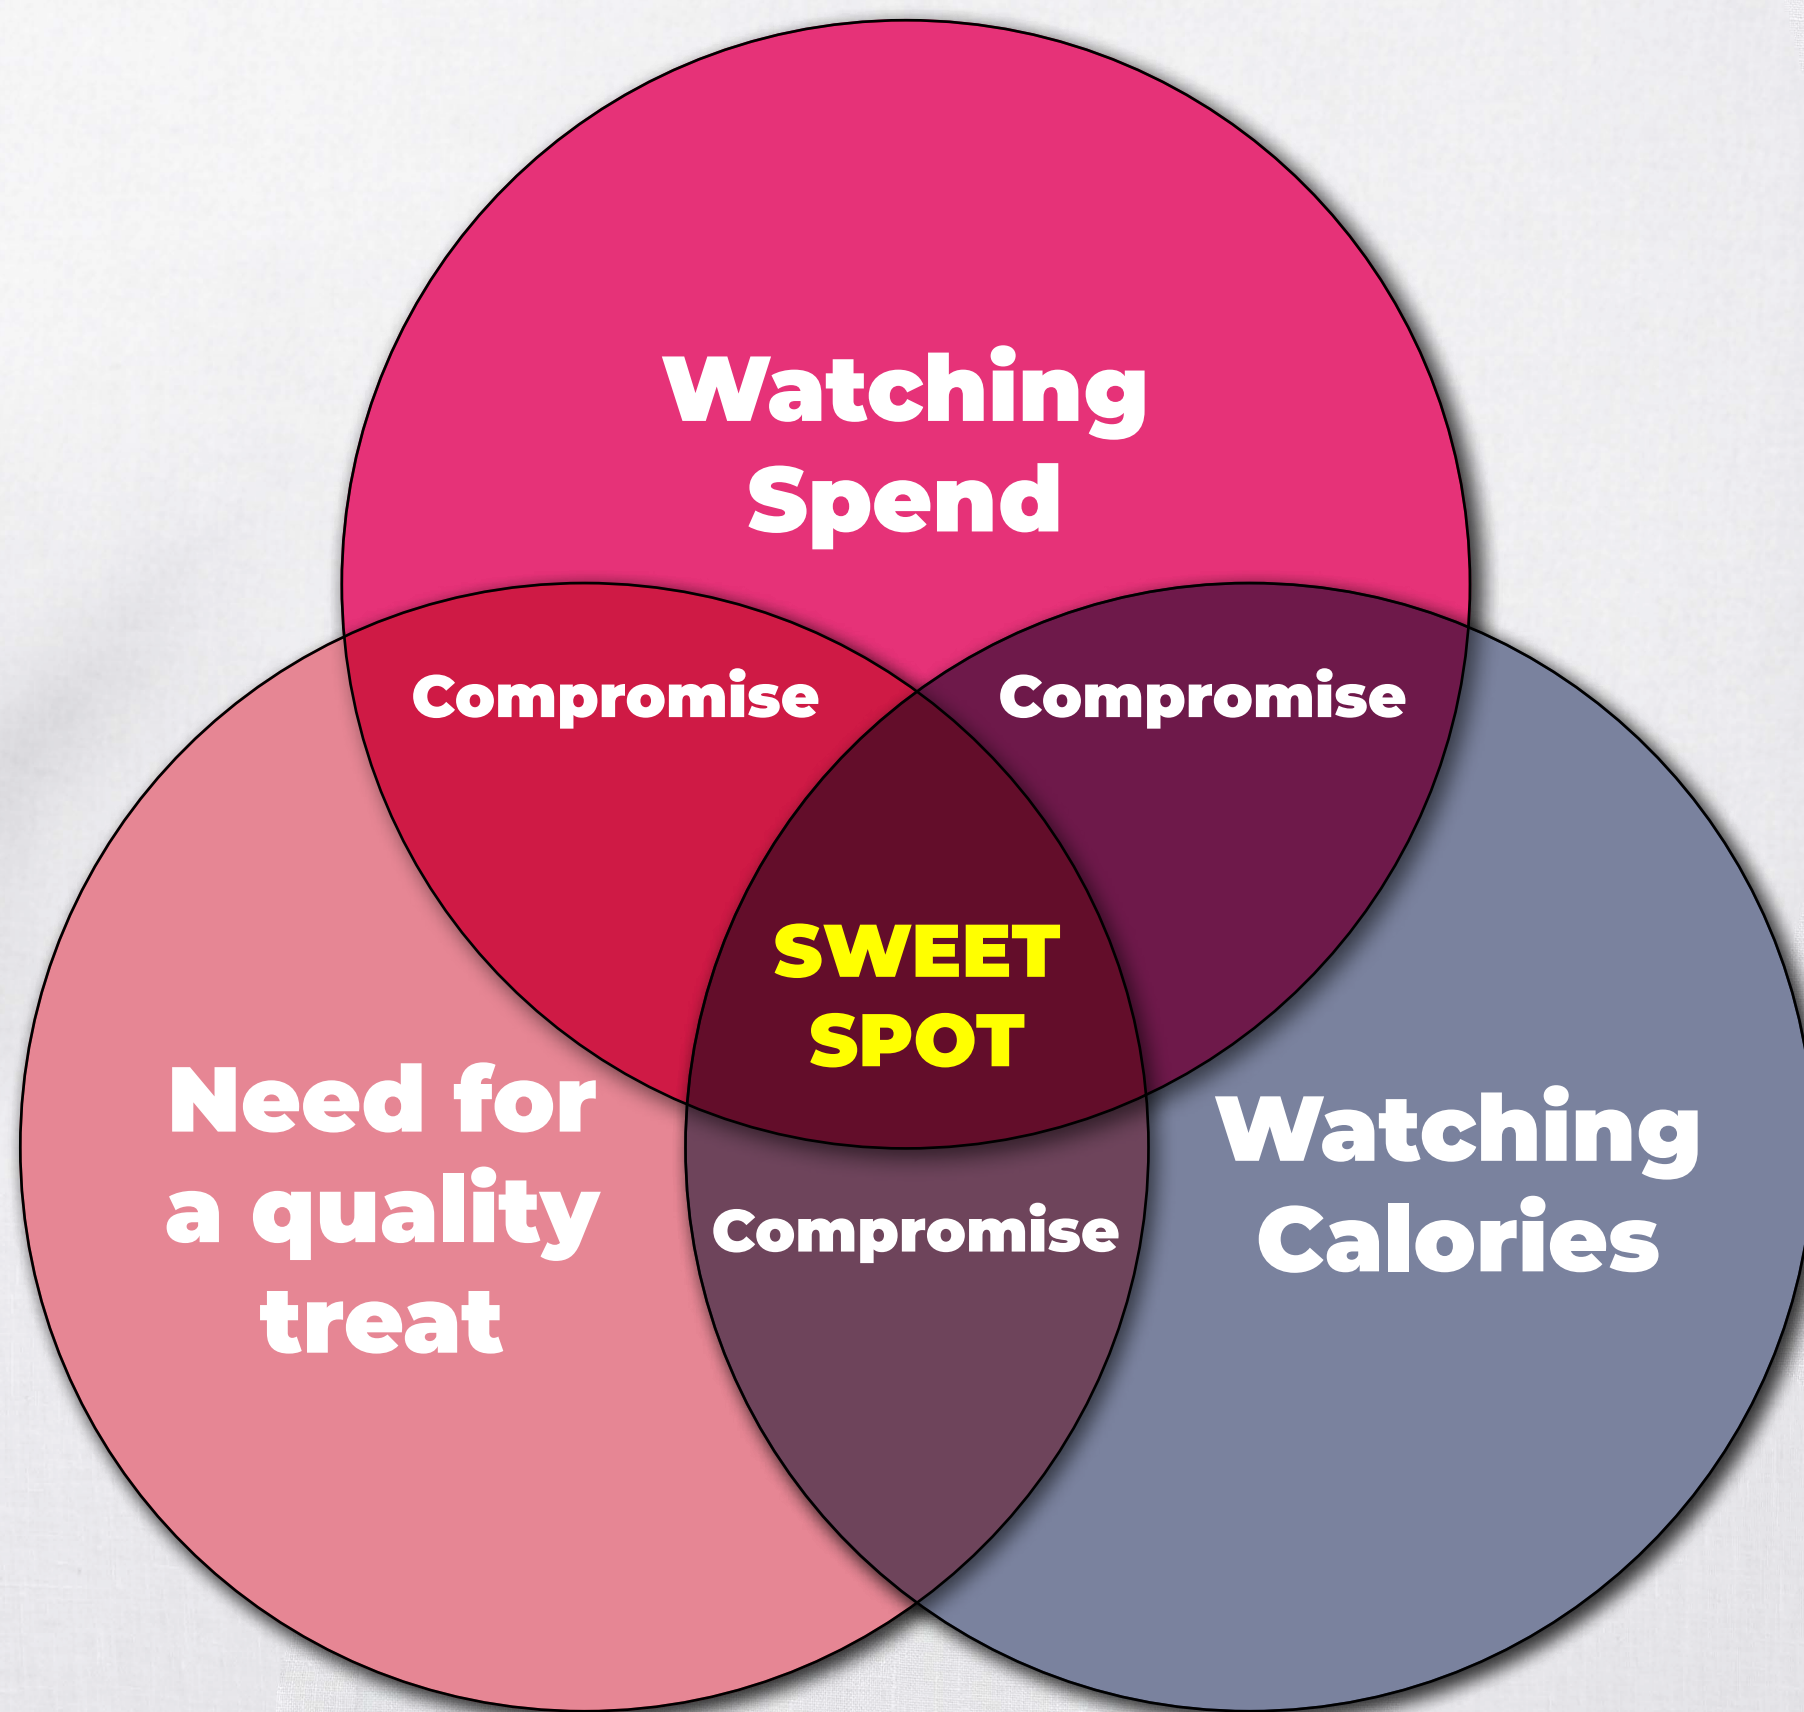 Watching
Spend
Compromise
Compromise
SWEET
SPOT
Need for
a quality
treat
Watching
Calories
Compromise